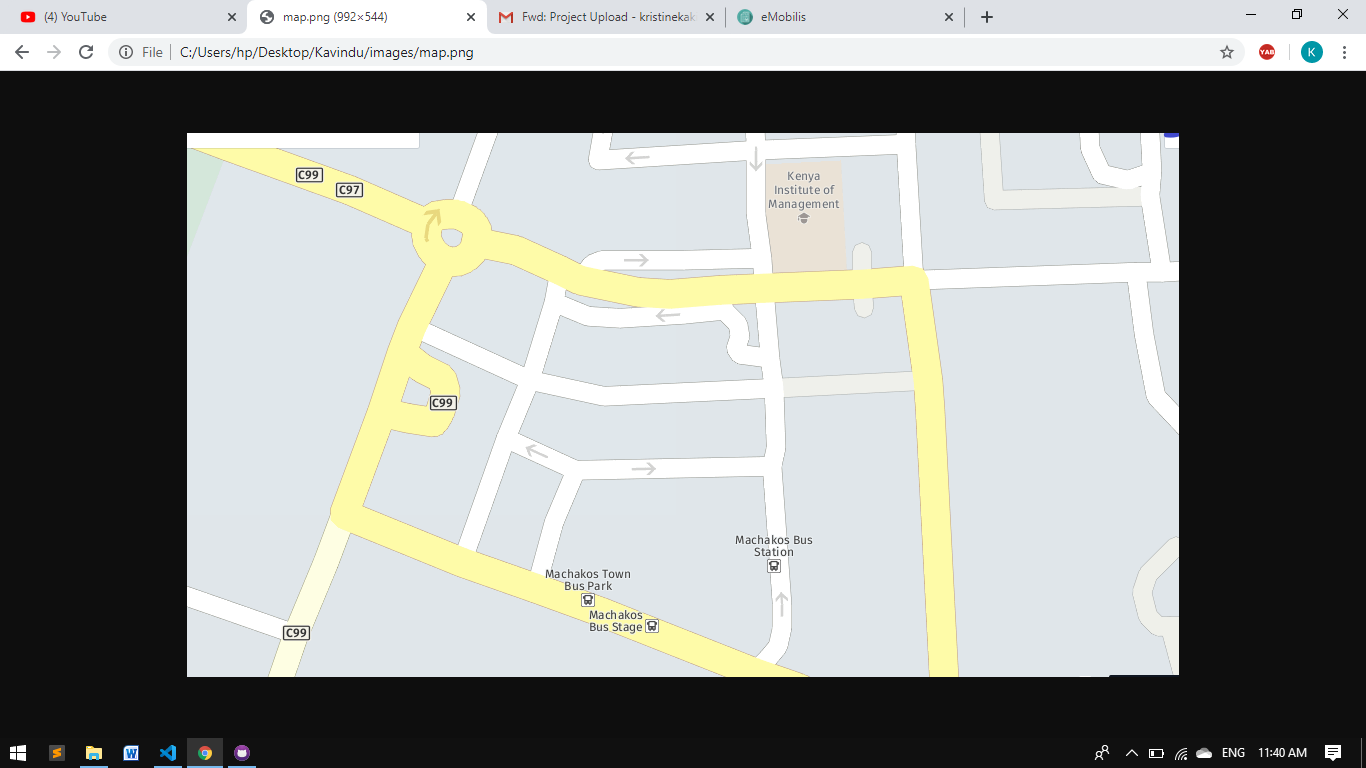 (4) YouTube
map.png (992×544)
Fwd: Project Upload - kristinekak
eMobilis
File
C:/Users/hp/Desktop/Kavindu/images/map.png
YAB
K
C99
C97
Kenya
Institute of
Management
C99
Machakos Bus
Station
Machakos Town
Bus Park
Machakos
Bus Stage
C99
ENG
11:40 AM